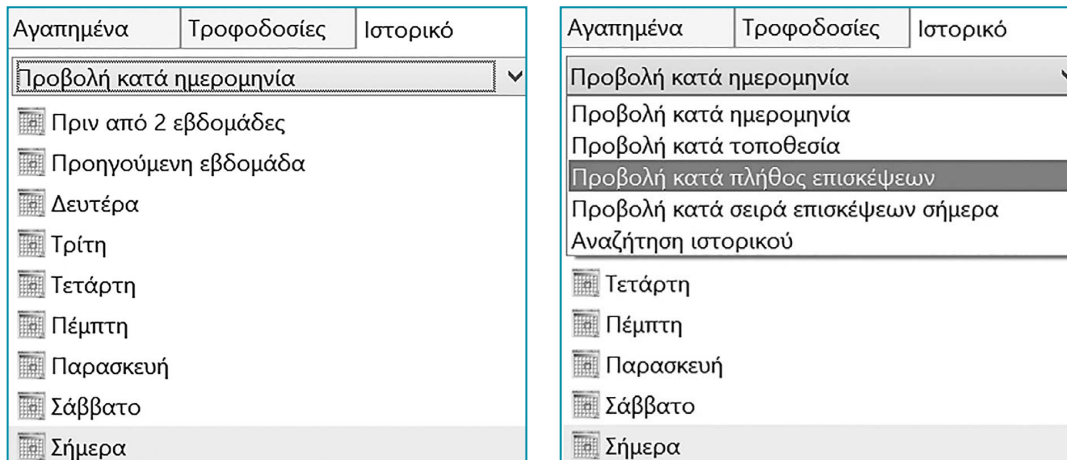 Αγαπημένα Τροφοδοσίες Ιστορικό
Προβολή κατά ημερομηνία
Πριν από 2 εβδομάδες
Προηγούμενη εβδομάδα
Δευτέρα
Τρίτη
Τετάρτη
Πέμπτη
Παρασκευή
Σάββατο
Σήμερα
Αγαπημένα Τροφοδοσίες Ιστορικό
Προβολή κατά ημερομηνία
Προβολή κατά ημερομηνία
Προβολή κατά τοποθεσία
Προβολή κατά πλήθος επισκέψεων
Προβολή κατά σειρά επισκέψεων σήμερα
Αναζήτηση ιστορικού
Τετάρτη
Πέμπτη
Παρασκευή
Σάββατο
Σήμερα